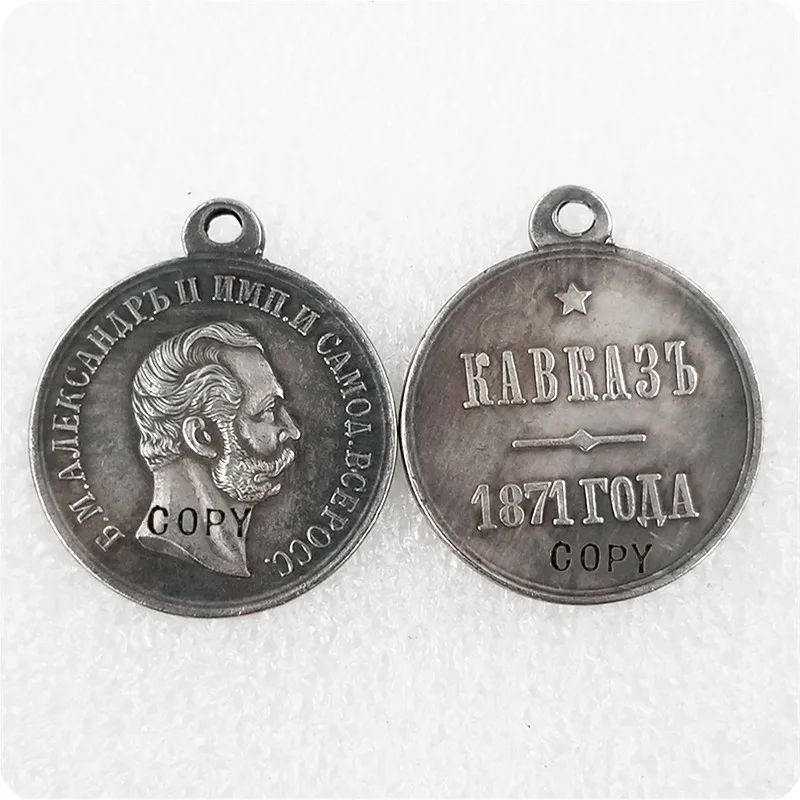 Б.М.АЛЕКСАНДРЪ II ИМП.И САМОД.ВСЕРОСС.
COPY
КАВКАЗЪ
1871 ГОДА
COPY